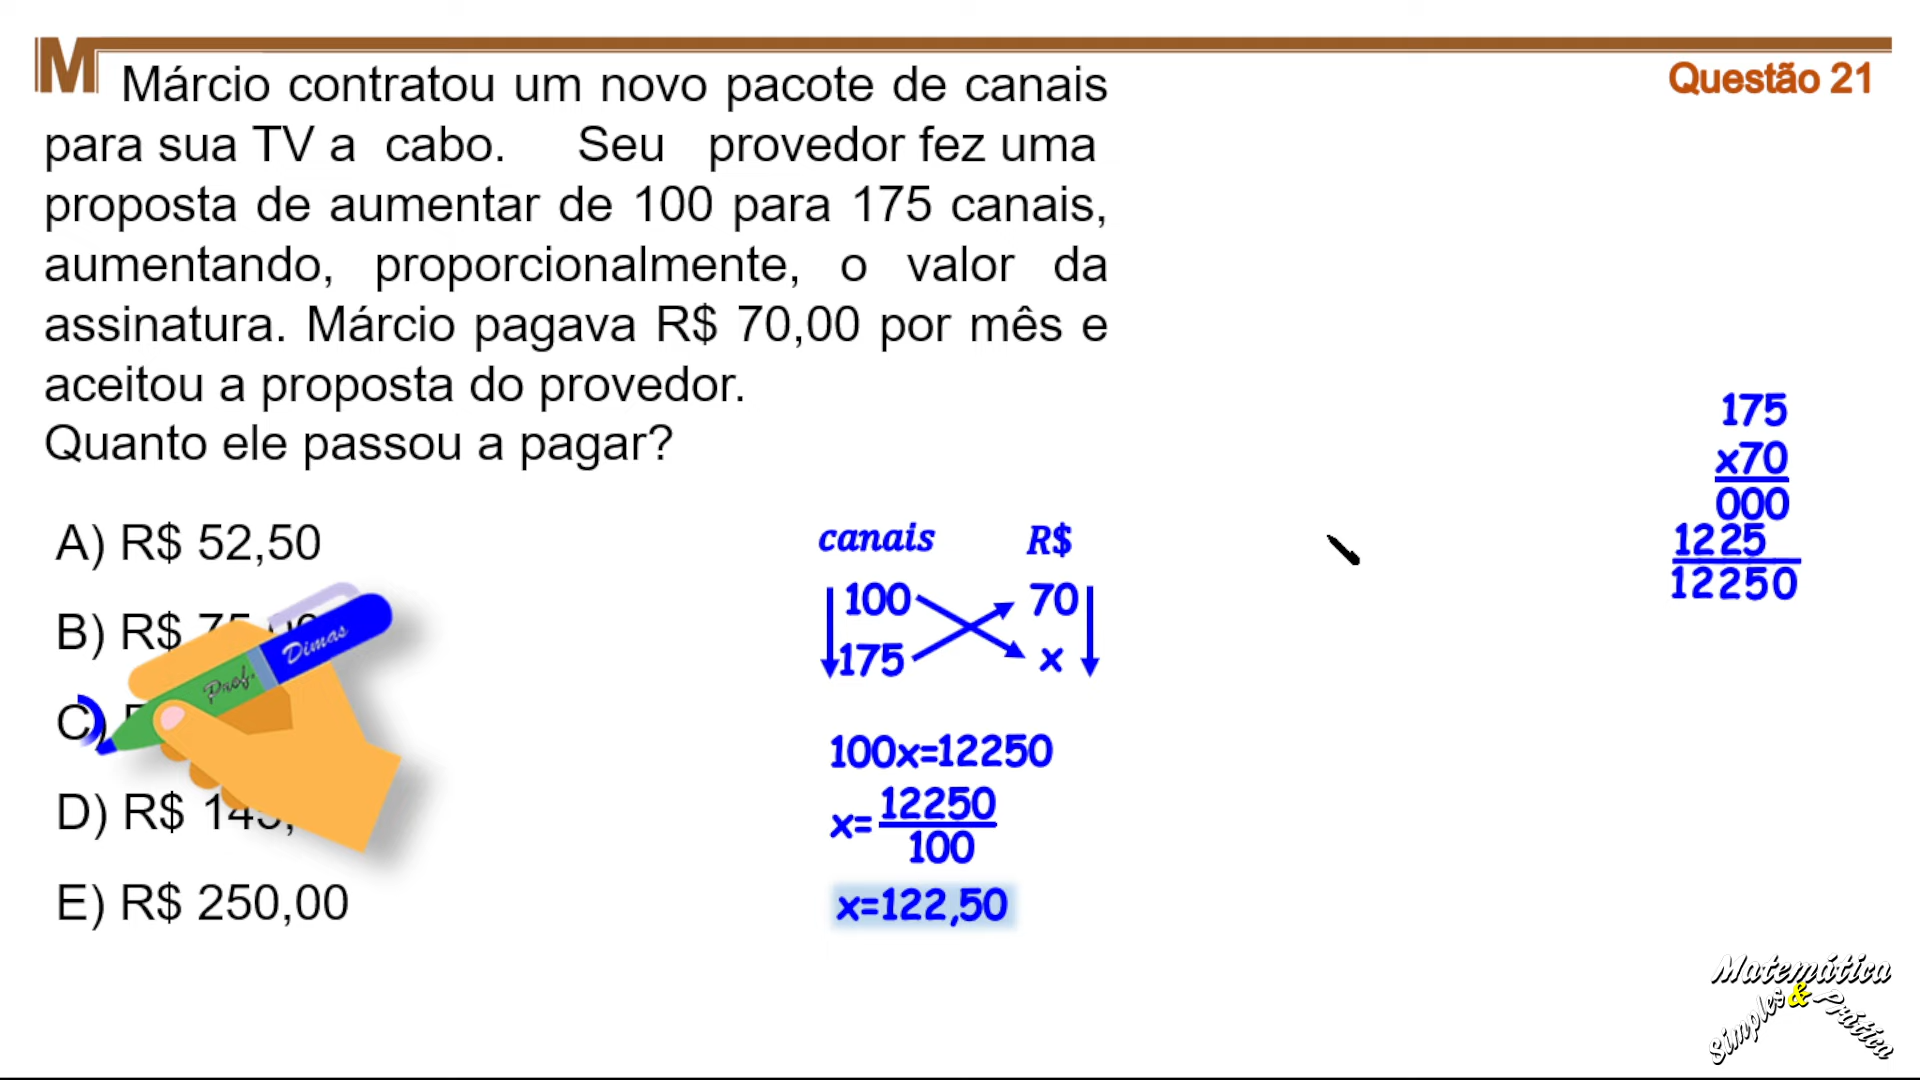 M
Questão 21
Márcio contratou um novo pacote de canais
para sua TV a cabo. Seu provedor fez uma
proposta de aumentar de 100 para 175 canais,
aumentando, proporcionalmente, o valor da
assinatura. Márcio pagava R$ 70,00 por mês e
aceitou a proposta do provedor.
Quanto ele passou a pagar?
A) R$ 52,50
B) R$
C)
D) R$
E) R$ 250,00
Prof. Dimas
canais R$
100 70
175 x
100x=12250
x=12250
100
x=122,50
175
x70
000
1225
12250
Matemática
Simples & Prática